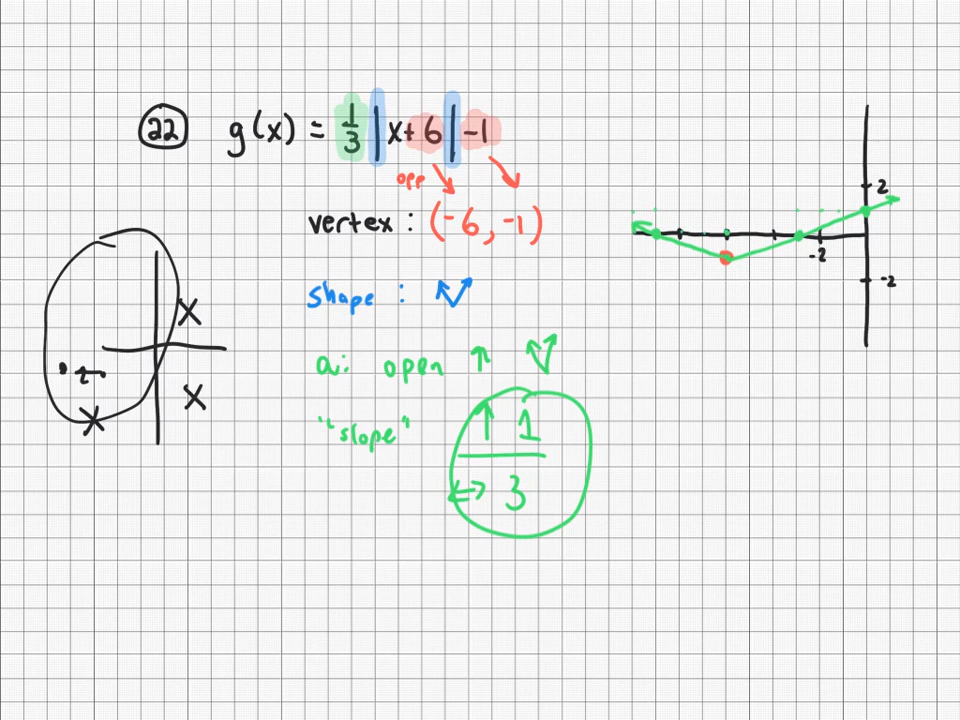 22 g(x) = 1/3 |x+6| -1
opp
vertex : (-6, -1)
shape :
a: open ↑
"slope" ↑ 1
↔ 3
X
X
X
2
-2
-2